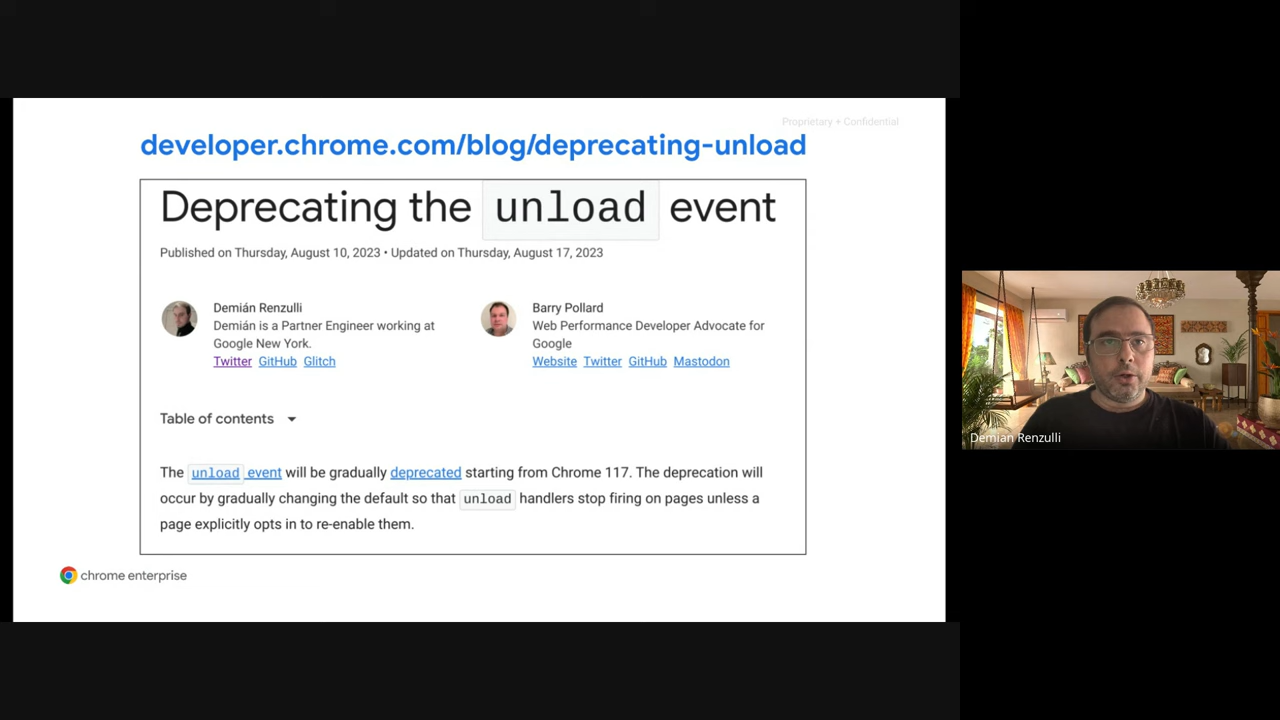 Proprietary + Confidential
developer.chrome.com/blog/deprecating-unload
Deprecating the unload event
Published on Thursday, August 10, 2023 • Updated on Thursday, August 17, 2023
Demián Renzulli
Demián is a Partner Engineer working at
Google New York.
Twitter GitHub Glitch
Barry Pollard
Web Performance Developer Advocate for
Google
Website Twitter GitHub Mastodon
Table of contents
The unload event will be gradually deprecated starting from Chrome 117. The deprecation will
occur by gradually changing the default so that unload handlers stop firing on pages unless a
page explicitly opts in to re-enable them.
chrome enterprise
Demian Renzulli